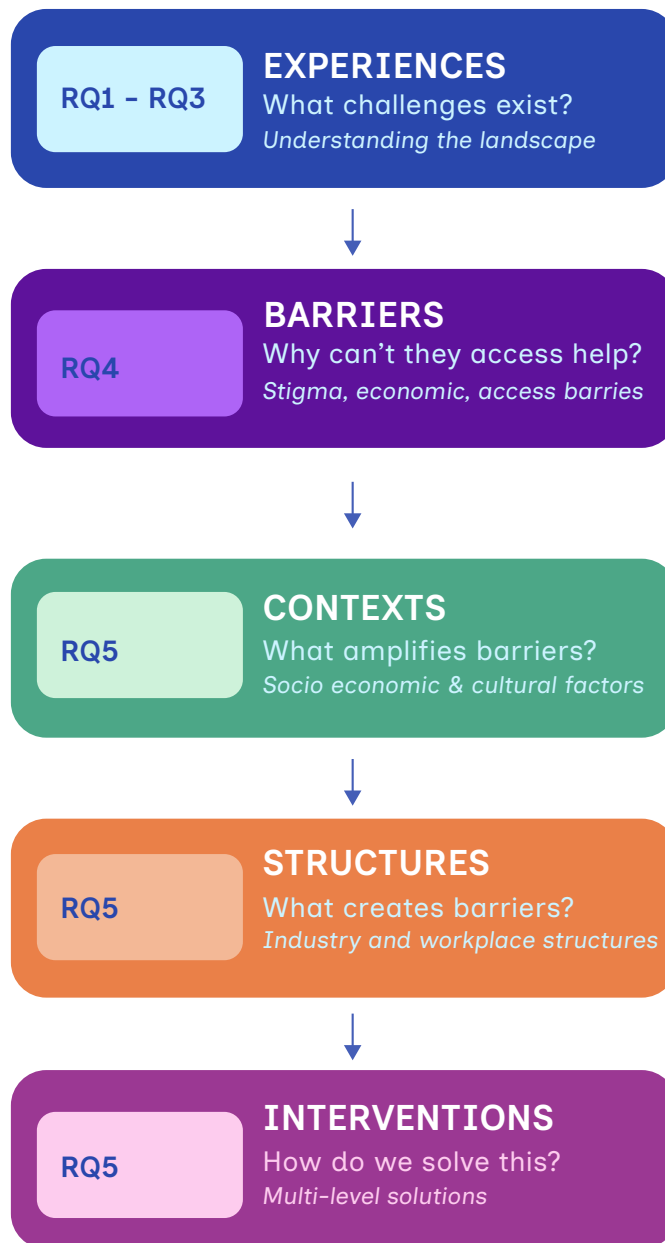 RQ1 - RQ3
EXPERIENCES
What challenges exist?
Understanding the landscape
RQ4
BARRIERS
Why can't they access help?
Stigma, economic, access barries
RQ5
CONTEXTS
What amplifies barriers?
Socio economic & cultural factors
RQ5
STRUCTURES
What creates barriers?
Industry and workplace structures
RQ5
INTERVENTIONS
How do we solve this?
Multi-level solutions